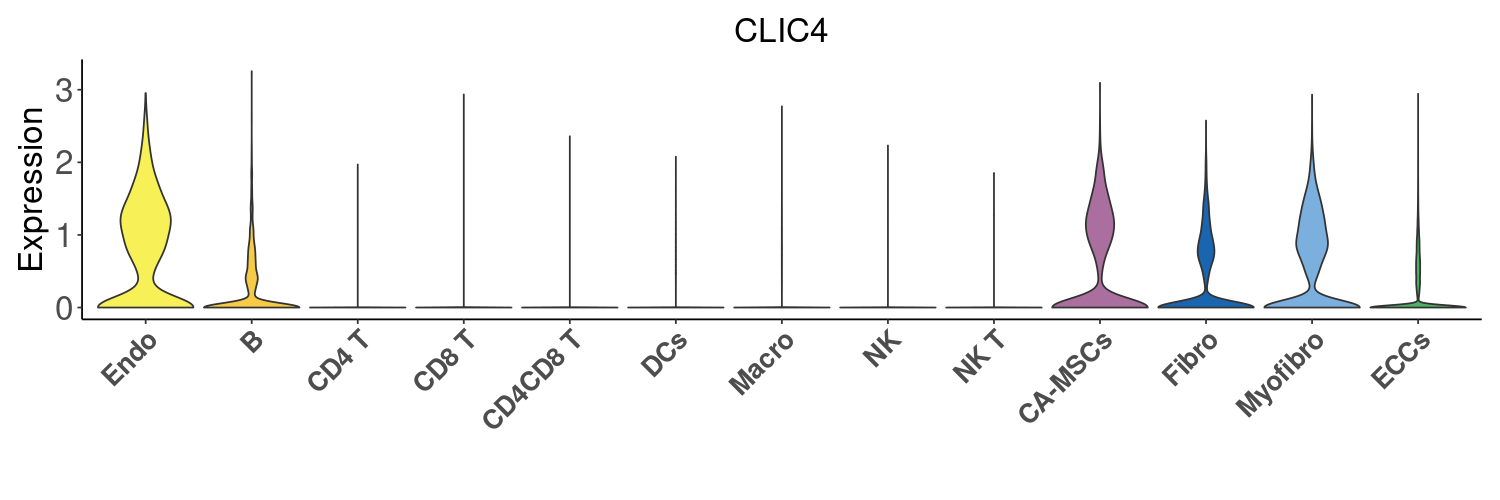 CLIC4
Expression
3
2
1
0
Endo
B
CD4 T
CD8 T
CD4CD8 T
DCs
Macro
NK
NK T
CA-MSCs
Fibro
Myofibro
ECCs